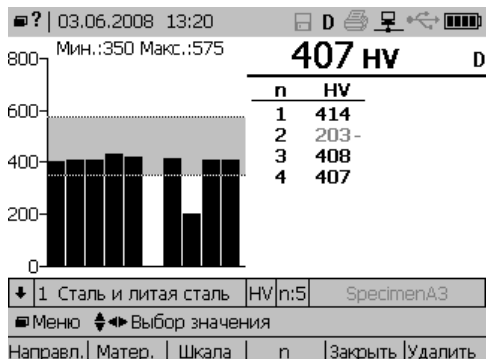 ? 03.06.2008 13:20 D
Мин.:350 Макс.:575
407 HV D
n HV
1 414
2 203-
3 408
4 407
800
600
400
200
0
1 Сталь и литая сталь HV n:5 SpecimenA3
Меню Выбор значения
Направл. Матер. Шкала n Закрыть Удалить